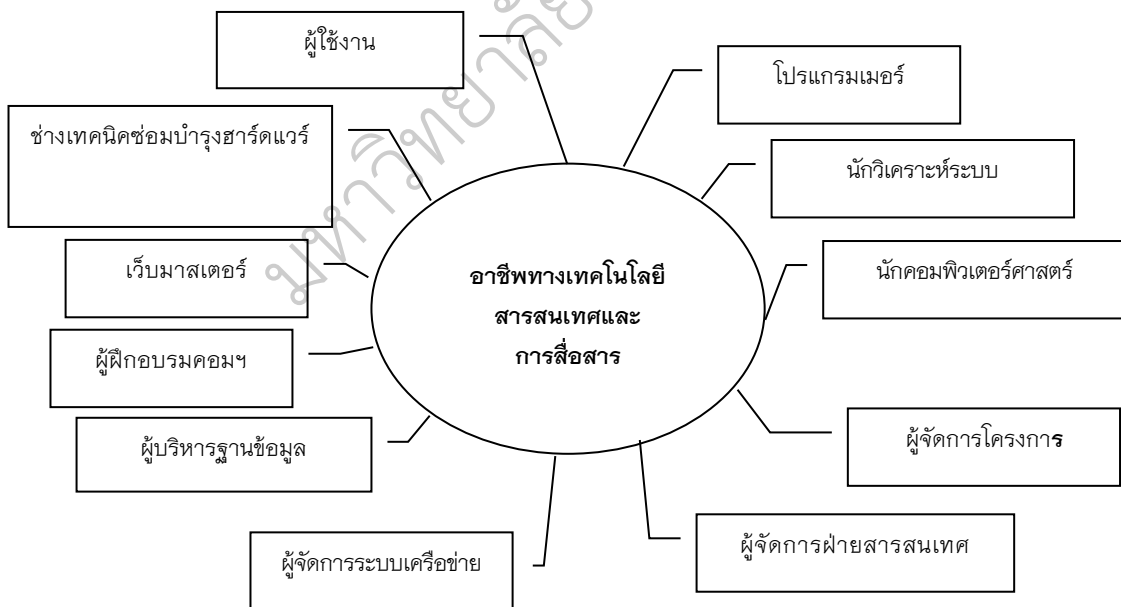 ผู้ใช้งาน
โปรแกรมเมอร์
ช่างเทคนิคซ่อมบำรุงฮาร์ดแวร์
นักวิเคราะห์ระบบ
เว็บมาสเตอร์
นักคอมพิวเตอร์ศาสตร์
อาชีพทางเทคโนโลยี
สารสนเทศและ
การสื่อสาร
ผู้ฝึกอบรมคอมฯ
ผู้บริหารฐานข้อมูล
ผู้จัดการโครงการ
ผู้จัดการระบบเครือข่าย
ผู้จัดการฝ่ายสารสนเทศ
มหาวิทยาลัย